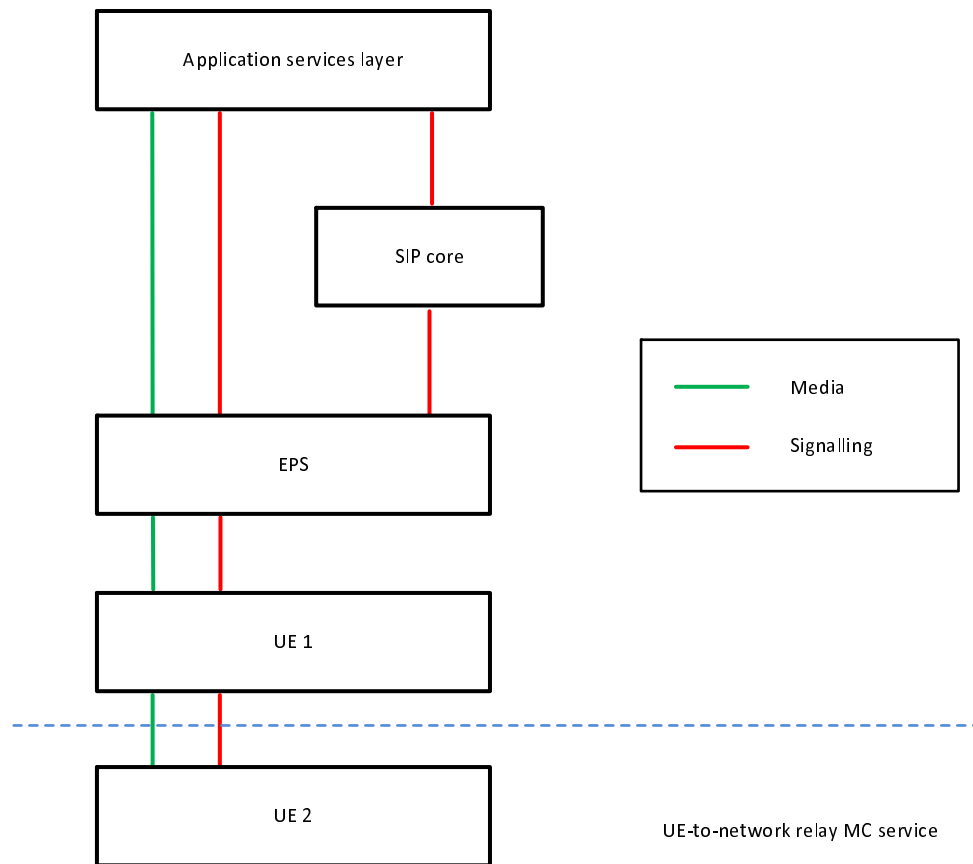 Application services layer
SIP core
Media
Signalling
EPS
UE 1
UE 2
UE-to-network relay MC service